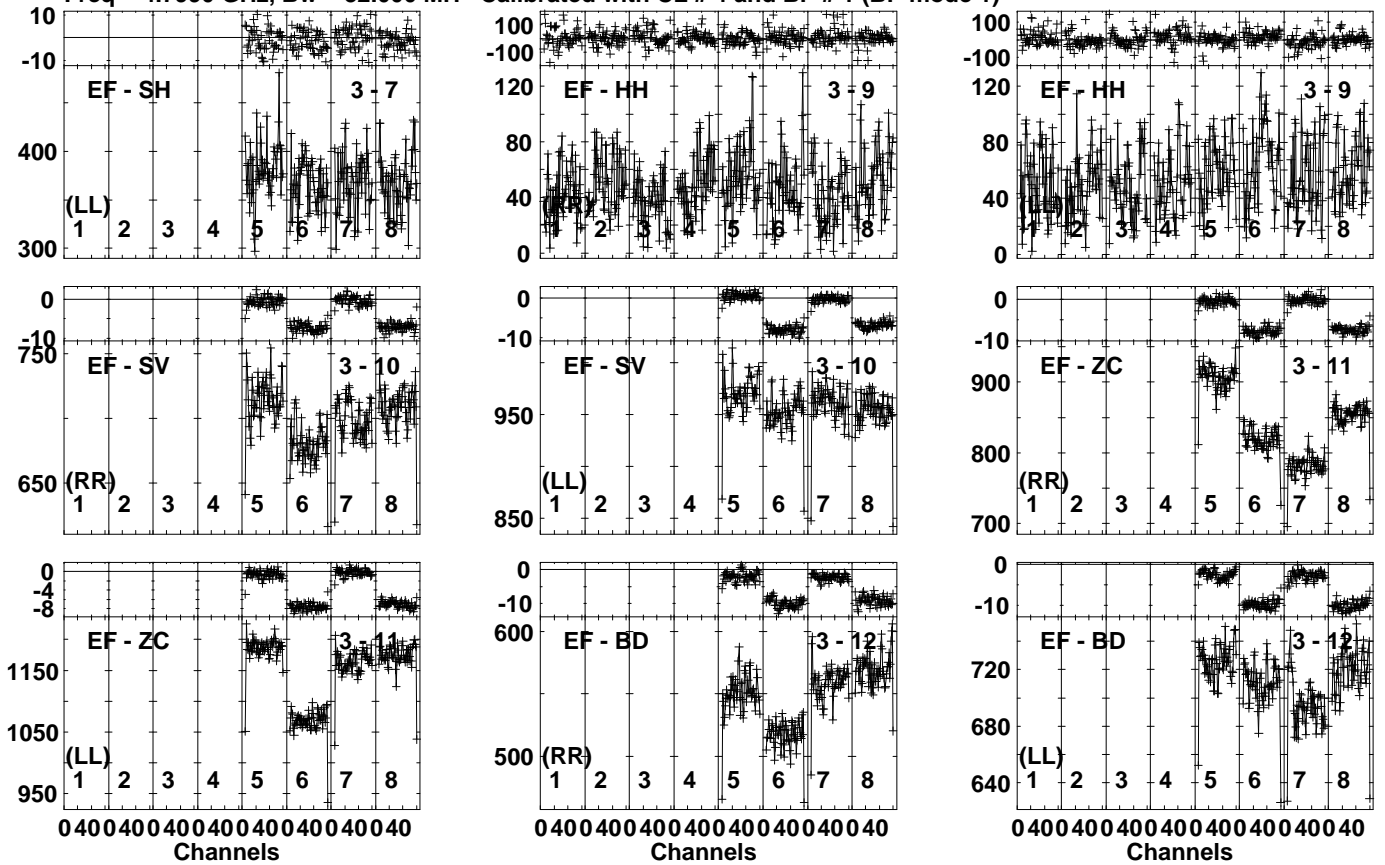 Calibrated with CL # 4 and BP # 1 (BP mode 1)
10 -10 EF - SH 3 - 7 400 300 (LL) 1 2 3 4 5 6 7 8
100 -100 EF - HH 3 - 9 120 80 40 0 (RR) 1 2 3 4 5 6 7 8
100 -100 EF - HH 3 - 9 120 80 40 0 (LL) 1 2 3 4 5 6 7 8
0 -10 EF - SV 3 - 10 750 650 (RR) 1 2 3 4 5 6 7 8
0 -10 EF - SV 3 - 10 950 850 (LL) 1 2 3 4 5 6 7 8
0 -10 EF - ZC 3 - 11 900 800 700 (RR) 1 2 3 4 5 6 7 8
0 -4 -8 EF - ZC 3 - 11 1150 1050 950 (LL) 1 2 3 4 5 6 7 8
0 -10 EF - BD 3 - 12 600 500 (RR) 1 2 3 4 5 6 7 8
0 -10 EF - BD 3 - 12 720 680 640 (LL) 1 2 3 4 5 6 7 8
0 40 0 40 0 40 0 40 0 40 0 40 0 40 0 40
0 40 0 40 0 40 0 40 0 40 0 40 0 40 0 40
0 40 0 40 0 40 0 40 0 40 0 40 0 40 0 40
Channels Channels Channels